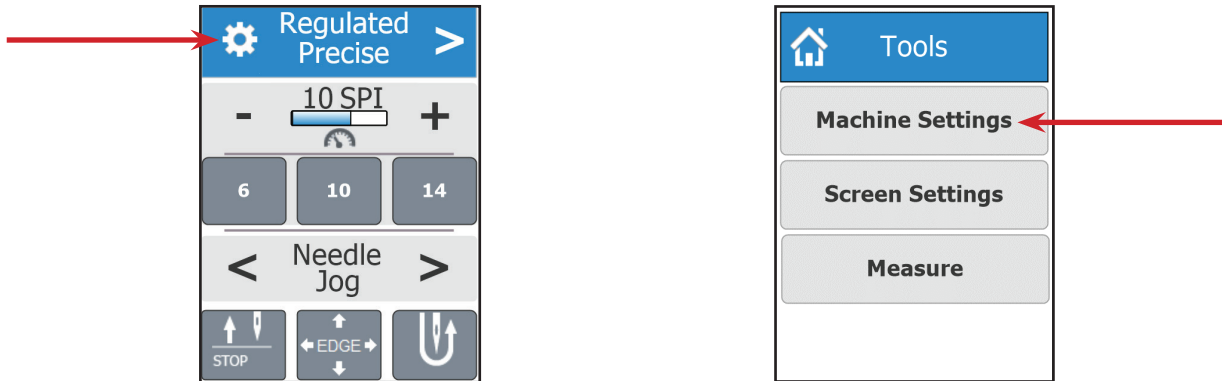 Regulated
Precise
>
- 10 SPI +
6 10 14
< Needle >
Jog
STOP
EDGE
Tools
Machine Settings
Screen Settings
Measure